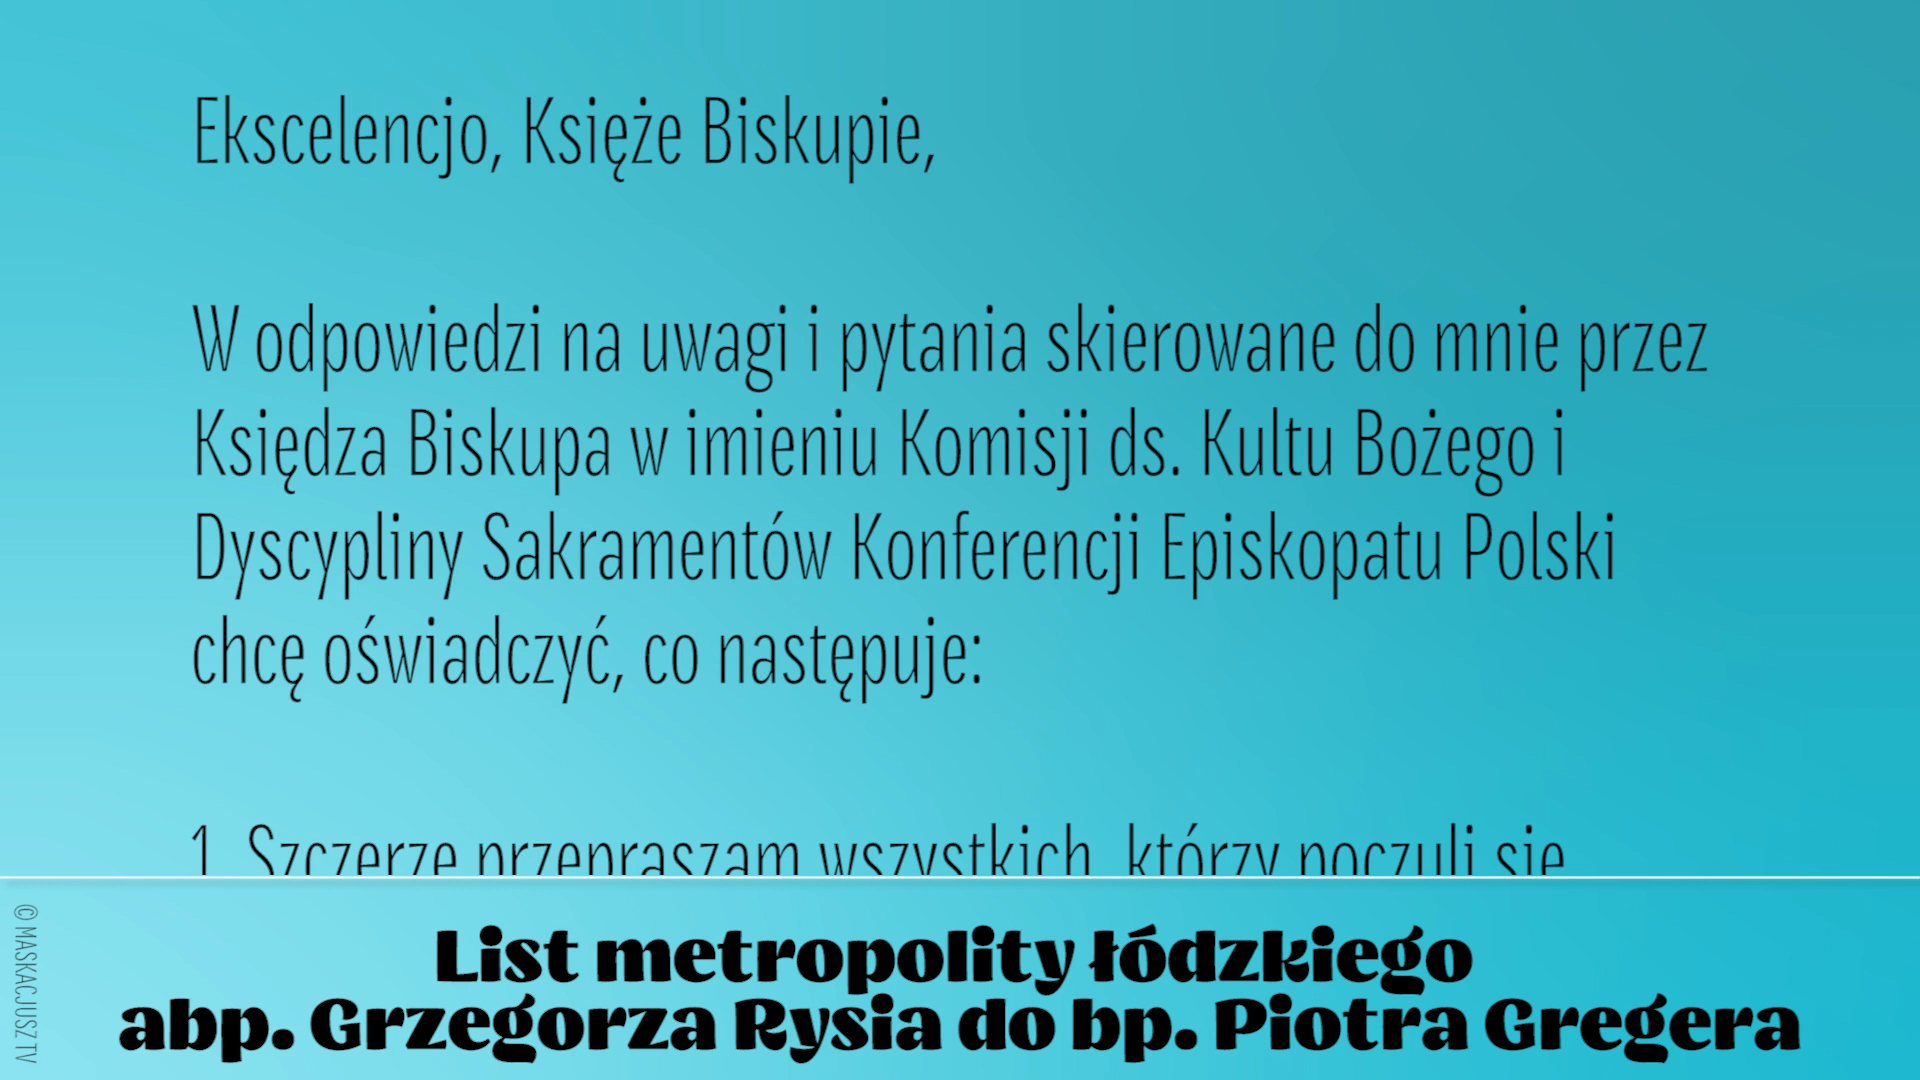 Ekscelencjo, Księże Biskupie,
W odpowiedzi na uwagi i pytania skierowane do mnie przez
Księdza Biskupa w imieniu Komisji ds. Kultu Bożego i
Dyscypliny Sakramentów Konferencji Episkopatu Polski
chcę oświadczyć, co następuje:
1. Szczerze przepraszam wszystkich, którzy poczuli się
List metropolity łódzkiego
abp. Grzegorza Rysia do bp. Piotra Gregera
© MASKACJUSZ TV